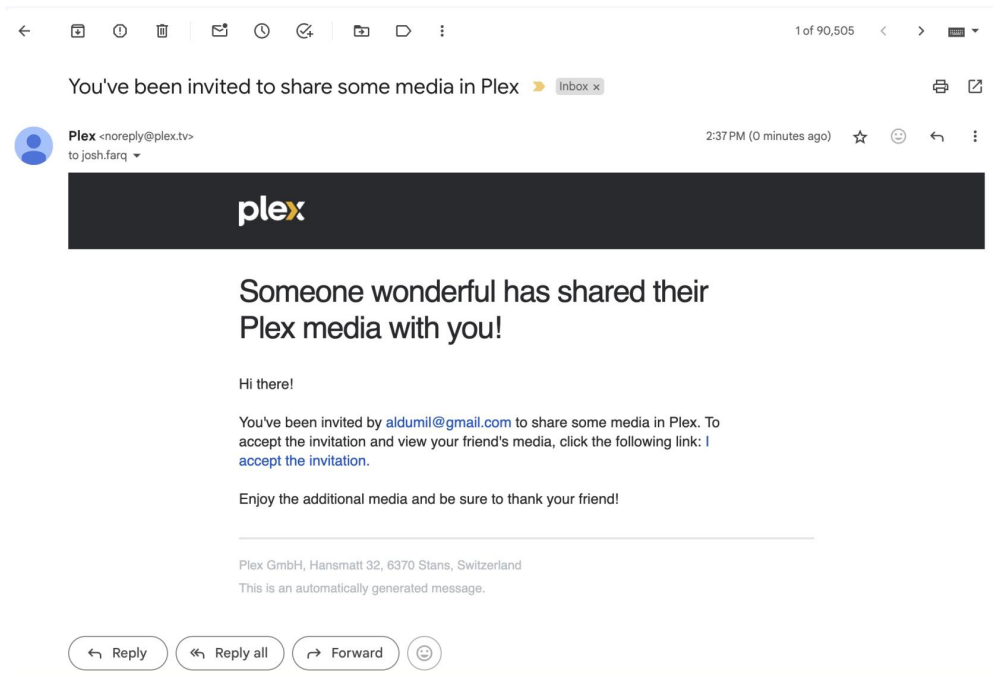 1 of 90,505
You've been invited to share some media in Plex Inbox ×
Plex <noreply@plex.tv> 2:37 PM (0 minutes ago)
to josh.farq
plex
Someone wonderful has shared their
Plex media with you!
Hi there!
You've been invited by aldumil@gmail.com to share some media in Plex. To
accept the invitation and view your friend's media, click the following link: I
accept the invitation.
Enjoy the additional media and be sure to thank your friend!
Plex GmbH, Hansmatt 32, 6370 Stans, Switzerland
This is an automatically generated message.
Reply Reply all Forward